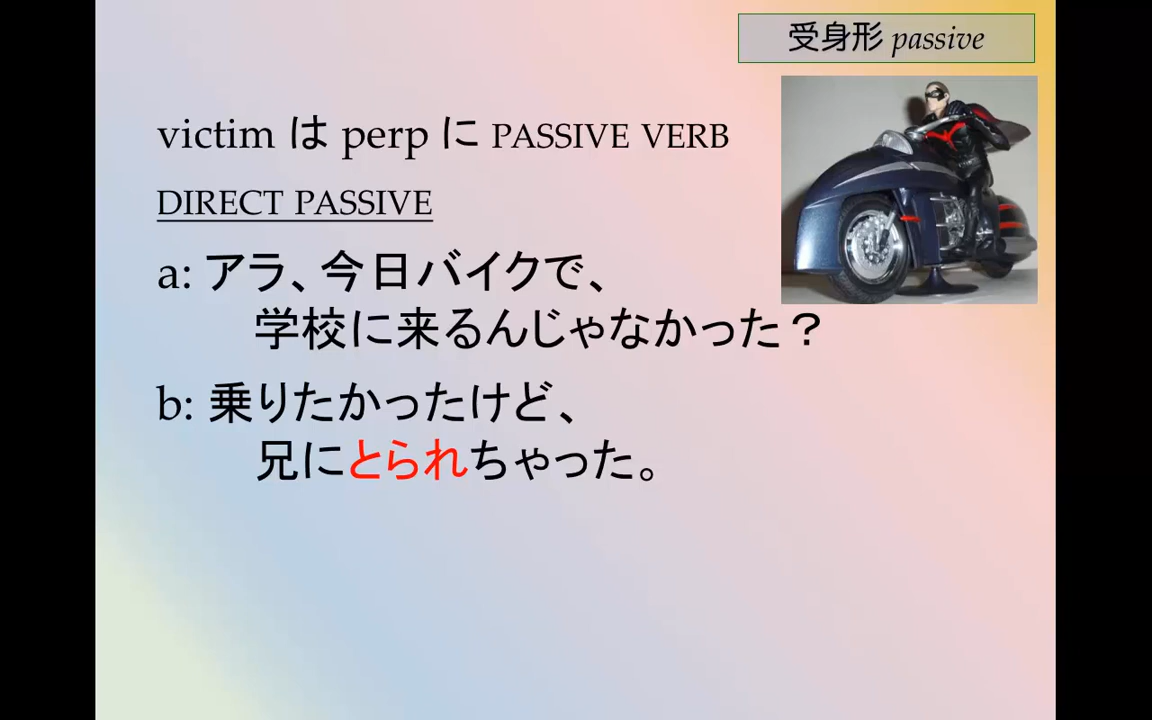 受身形 passive
victim は perp に PASSIVE VERB
DIRECT PASSIVE
a: アラ、今日バイクで、
学校に来るんじゃなかった？
b: 乗りたかったけど、
兄にとられちゃった。